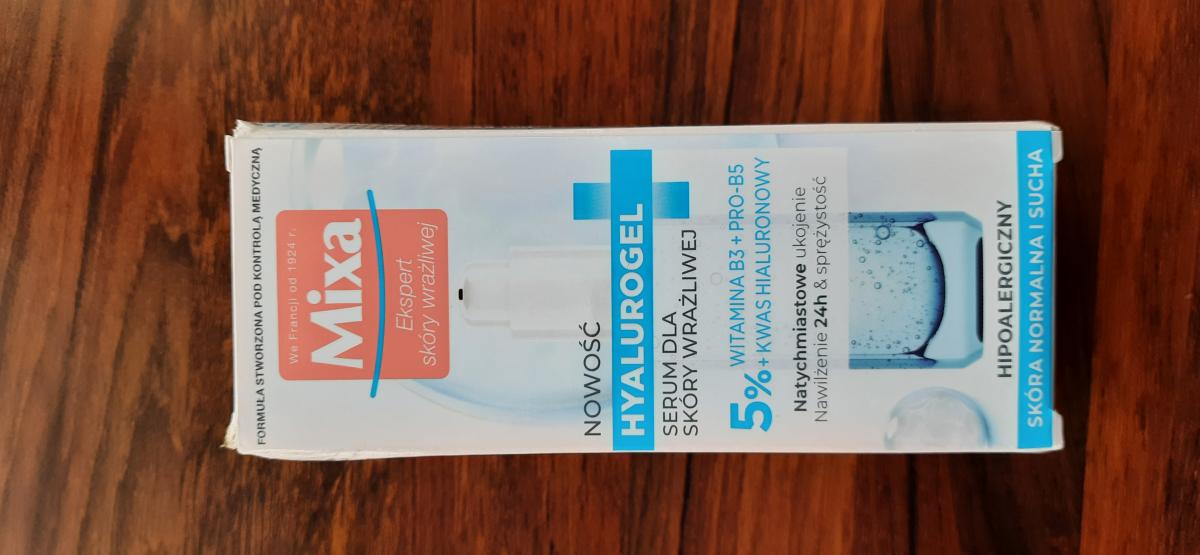 FORMUŁA STWORZONA POD KONTROLĄ MEDYCZNĄ
We Francji od 1924 r.
Mixa
Ekspert
skóry wrażliwej
NOWOŚĆ
HYALUROGEL
SERUM DLA
SKÓRY WRAŻLIWEJ
5% WITAMINA B3 + PRO-B5
+ KWAS HIALURONOWY
Natychmiastowe ukojenie
Nawilżenie 24h & sprężystość
HIPOALERGICZNY
SKÓRA NORMALNA I SUCHA